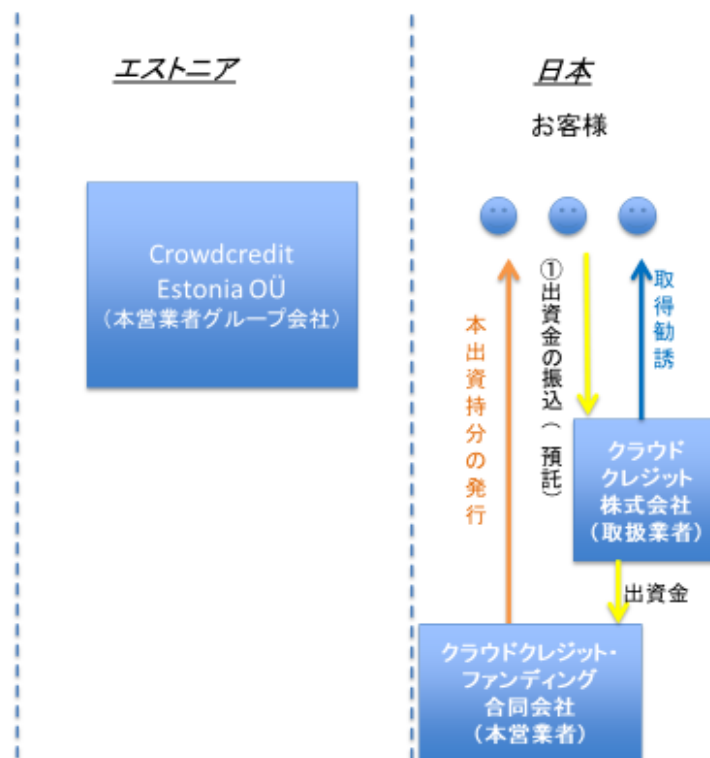 エストニア
日本
お客様
Crowdcredit
Estonia OÜ
（本営業者グループ会社）
本出資持分の発行
①出資金の振込（預託）
取得勧誘
クラウド
クレジット
株式会社
（取扱業者）
出資金
クラウドクレジット・
ファンディング
合同会社
（本営業者）